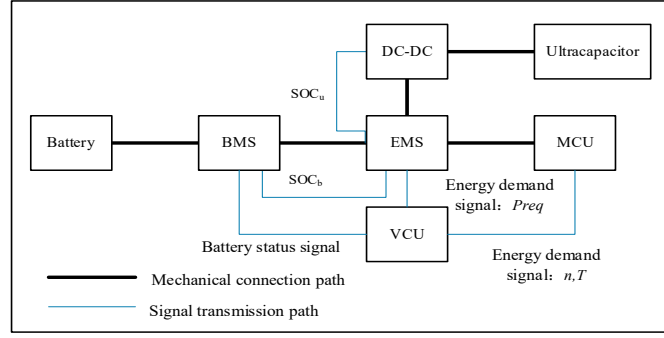 DC-DC
Ultracapacitor
SOCu
Battery
BMS
EMS
MCU
SOCb
Energy demand
signal：Preq
Battery status signal
VCU
Energy demand
signal：n,T
Mechanical connection path
Signal transmission path